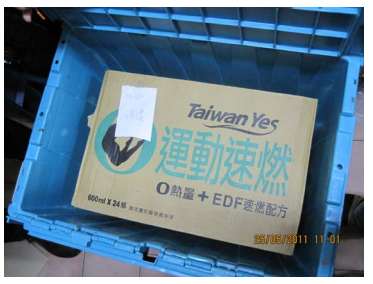 Taiwan Yes
運動速燃
0熱量+EDF速燃配方
600ml X 24瓶
25/05/2011 11:01